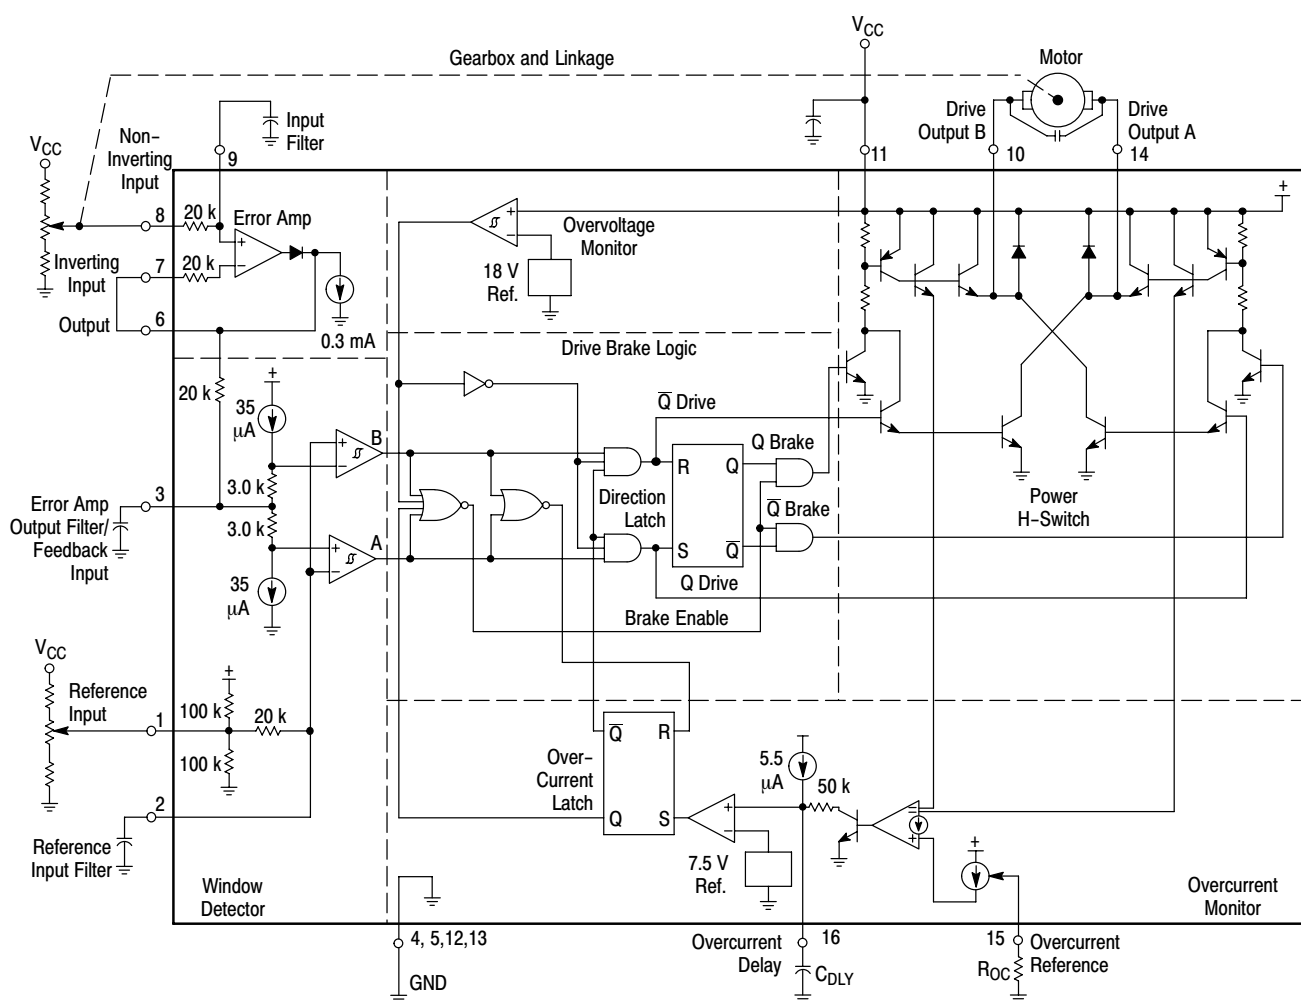 V_CC
Gearbox and Linkage
Motor
Drive
Output B
Drive
Output A
Input
Filter
Non-
Inverting
Input
V_CC
9
11
10
14
+
8
20 k
Error Amp
+
−
Overvoltage
Monitor
+
−
Inverting
Input
7
20 k
18 V
Ref.
Output
6
0.3 mA
Drive Brake Logic
20 k
+
35
μA
Q̅ Drive
B
+
−
Q Brake
3.0 k
R
Q
Direction
Latch
Q̅ Brake
Error Amp
Output Filter/
Feedback
Input
3
3.0 k
Power
H-Switch
A
+
−
S
Q̅
35
μA
Q Drive
Brake Enable
V_CC
Reference
Input
1
+
100 k
20 k
100 k
Q̅
R
Over-
Current
Latch
Q
S
5.5
μA
50 k
+
−
=
+
2
Reference
Input Filter
7.5 V
Ref.
+
Window
Detector
Overcurrent
Monitor
4, 5,12,13
GND
Overcurrent
Delay
16
C_DLY
15
Overcurrent
Reference
R_OC